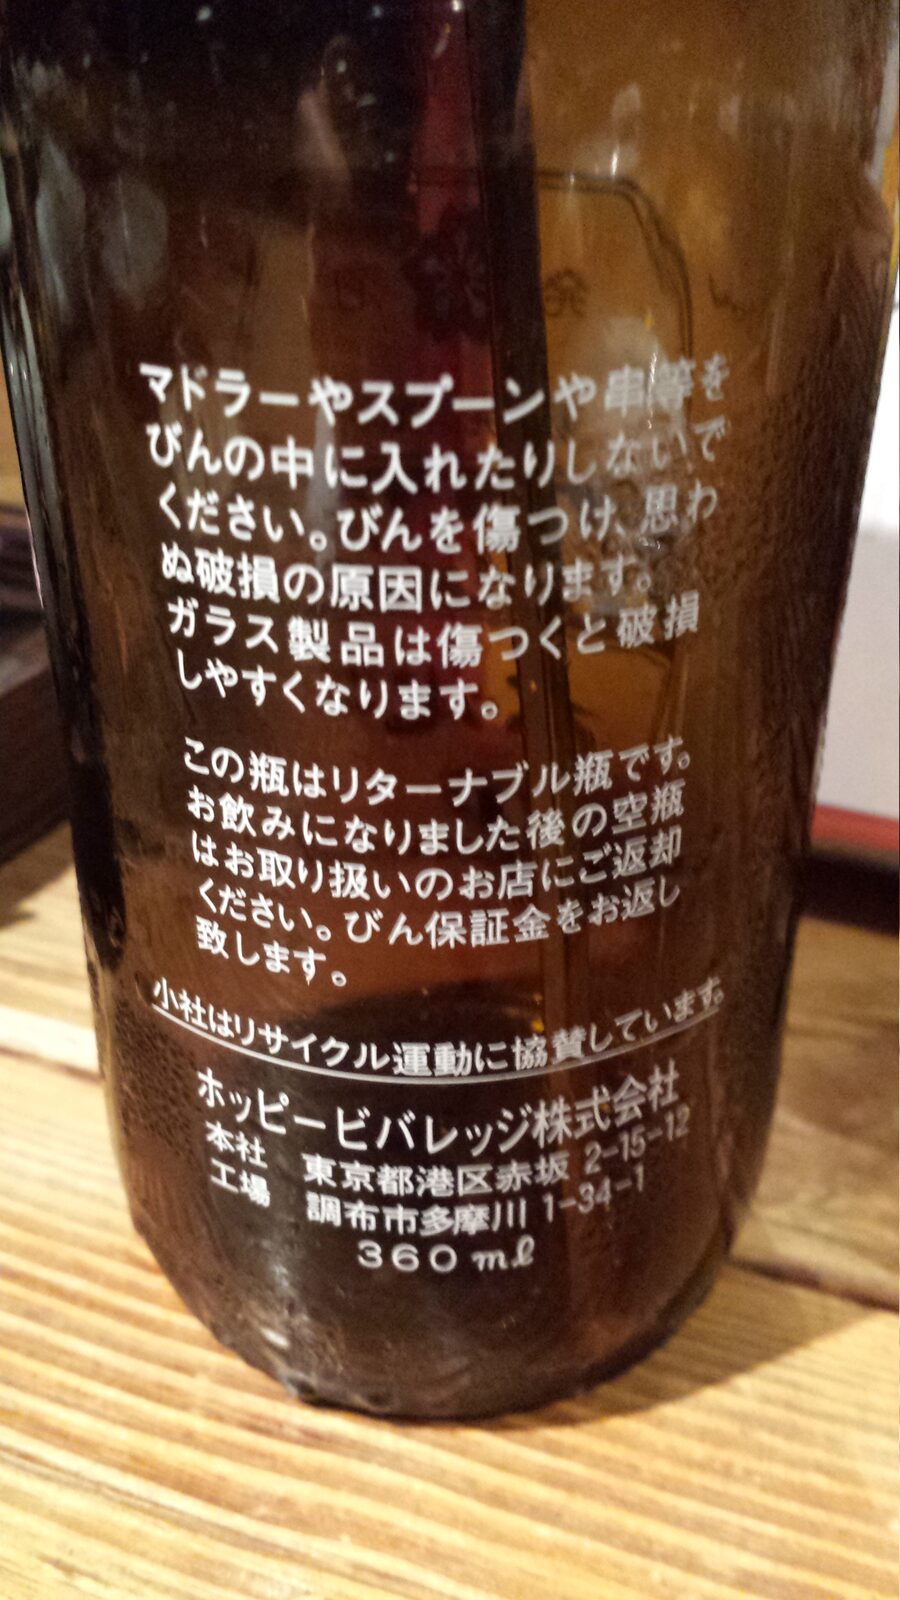 マドラーやスプーンや串等を
びんの中に入れたりしないで
ください。びんを傷つけ、思わ
ぬ破損の原因になります。
ガラス製品は傷つくと破損
しやすくなります。
この瓶はリターナブル瓶です。
お飲みになりました後の空瓶
はお取り扱いのお店にご返却
ください。びん保証金をお返し
致します。
小社はリサイクル運動に協賛しています。
ホッピービバレッジ株式会社
本社 東京都港区赤坂 2-15-12
工場 調布市多摩川 1-34-1
360 ml